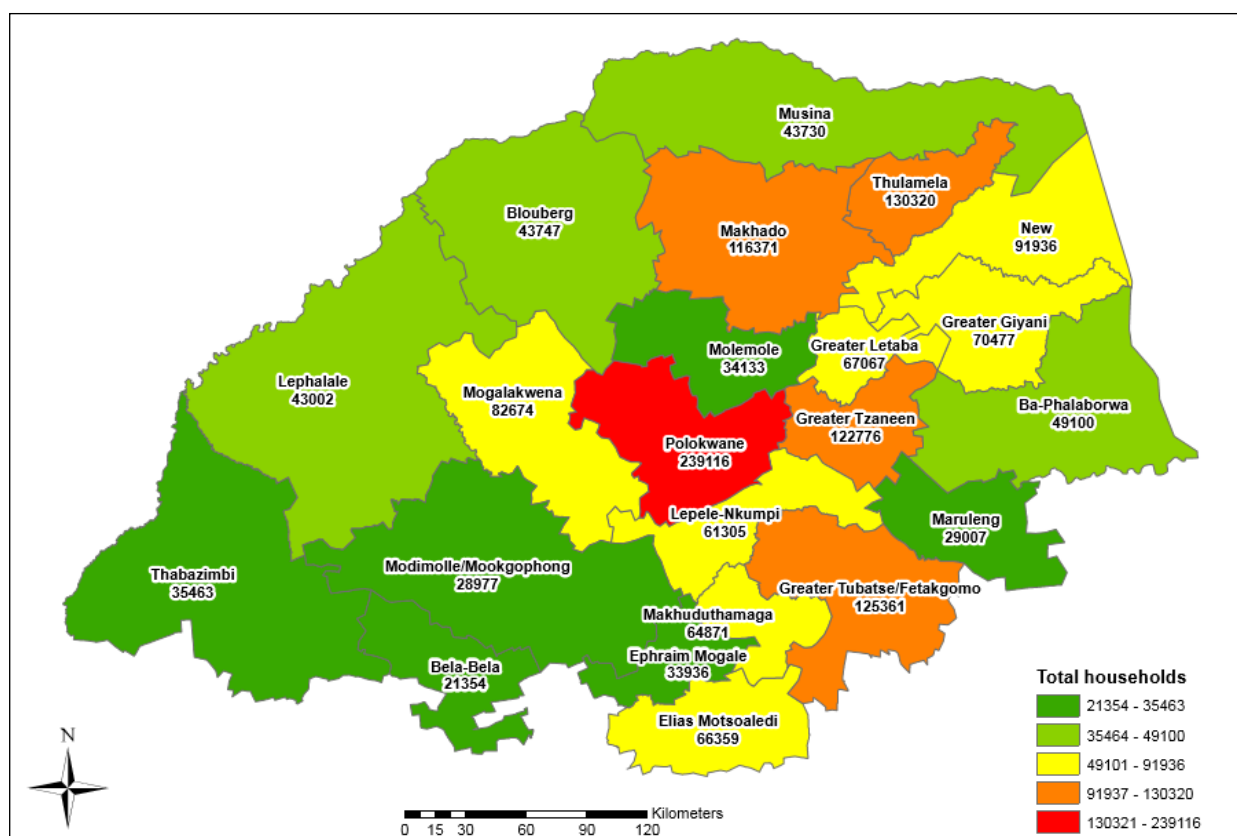 Musina
43730
Thulamela
130320
Blouberg
43747
Makhado
116371
New
91936
Greater Giyani
70477
Molemole
34133
Greater Letaba
67067
Lephalale
43002
Mogalakwena
82674
Ba-Phalaborwa
49100
Greater Tzaneen
122776
Polokwane
239116
Lepele-Nkumpi
61305
Maruleng
29007
Thabazimbi
35463
Modimolle/Mookgophong
28977
Greater Tubatse/Fetakgomo
125361
Makhuduthamaga
64871
Ephraim Mogale
33936
Bela-Bela
21354
Elias Motsoaledi
66359
Total households
21354 - 35463
35464 - 49100
49101 - 91936
91937 - 130320
130321 - 239116
N
Kilometers
0 15 30 60 90 120